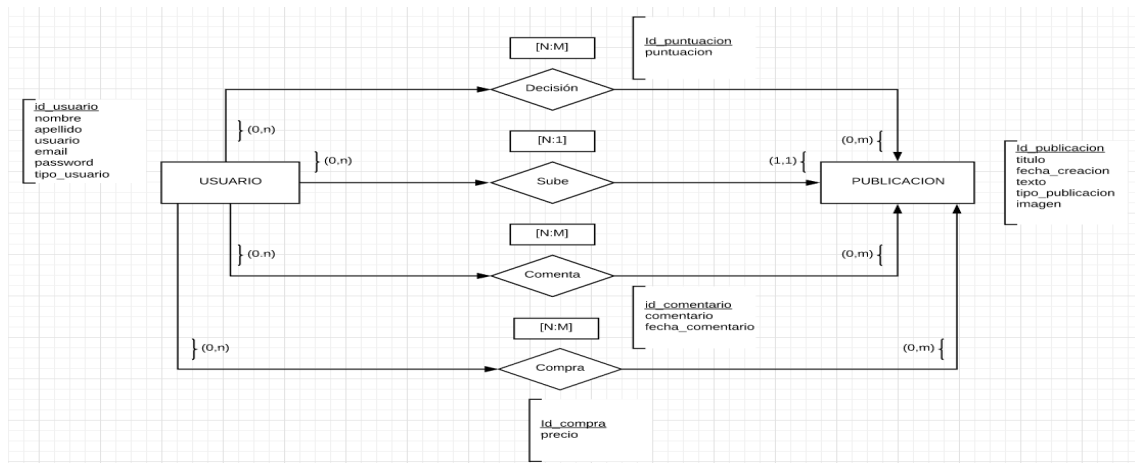 [N:M]
Id_puntuacion
puntuacion
Decisión
id_usuario
nombre
apellido
usuario
email
password
tipo_usuario
(0,n)
(0,m)
[N:1]
(0,n)
(1,1)
USUARIO
Sube
PUBLICACION
Id_publicacion
titulo
fecha_creacion
texto
tipo_publicacion
imagen
[N:M]
(0.n)
(0,m)
Comenta
id_comentario
comentario
fecha_comentario
[N:M]
(0,n)
(0,m)
Compra
Id_compra
precio